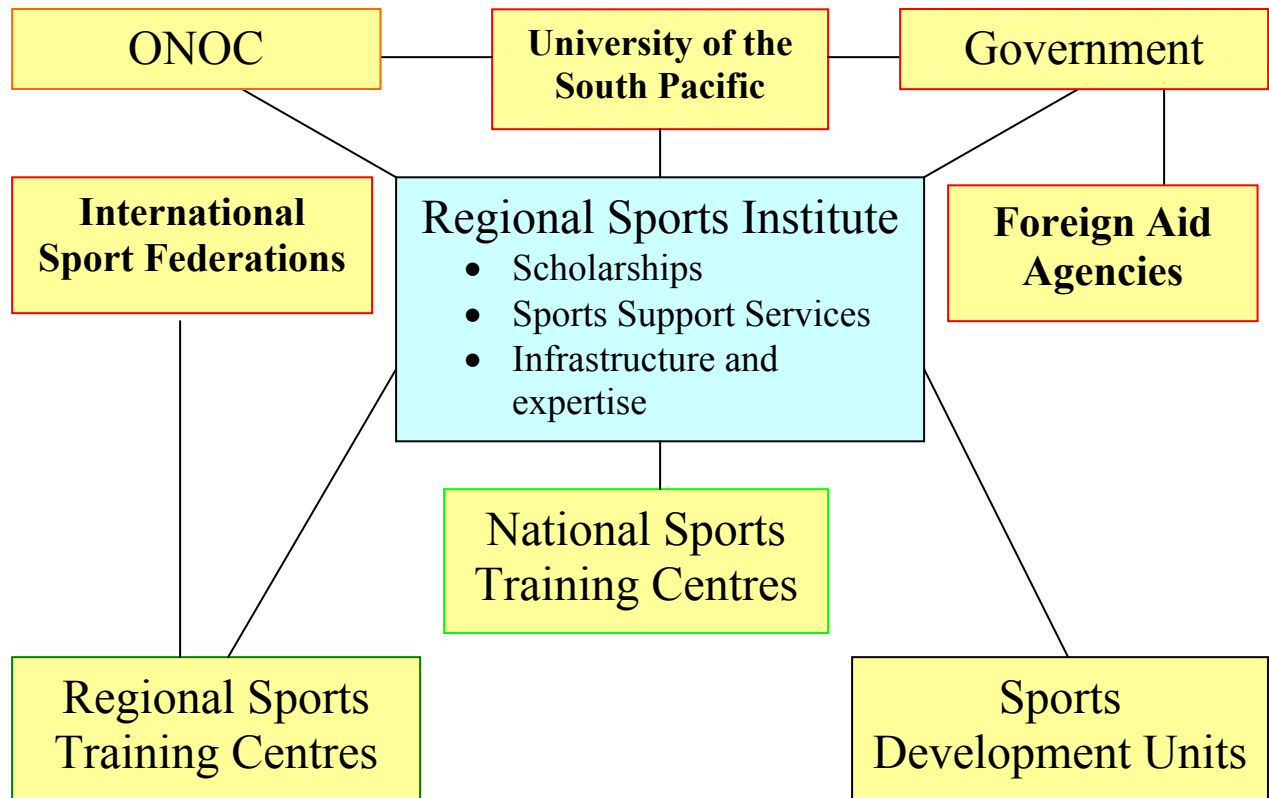 ONOC
University of the
South Pacific
Government
International
Sport Federations
Regional Sports Institute
• Scholarships
• Sports Support Services
• Infrastructure and
expertise
Foreign Aid
Agencies
National Sports
Training Centres
Regional Sports
Training Centres
Sports
Development Units